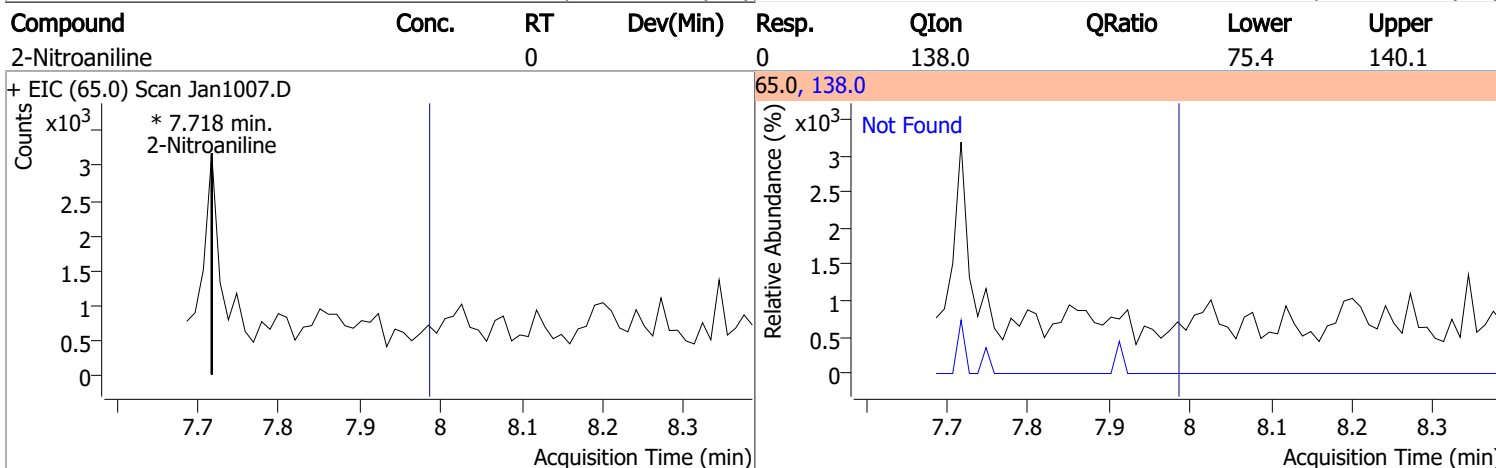 Compound Conc. RT Dev(Min) Resp. QIon QRatio Lower Upper
2-Nitroaniline 0 0 138.0 75.4 140.1
+ EIC (65.0) Scan Jan1007.D
Counts
x10³
* 7.718 min.
2-Nitroaniline
3
2.5
2
1.5
1
0.5
0
7.7 7.8 7.9 8 8.1 8.2 8.3
Acquisition Time (min)
65.0, 138.0
Relative Abundance (%)
x10³
Not Found
3
2.5
2
1.5
1
0.5
0
7.7 7.8 7.9 8 8.1 8.2 8.3
Acquisition Time (min)